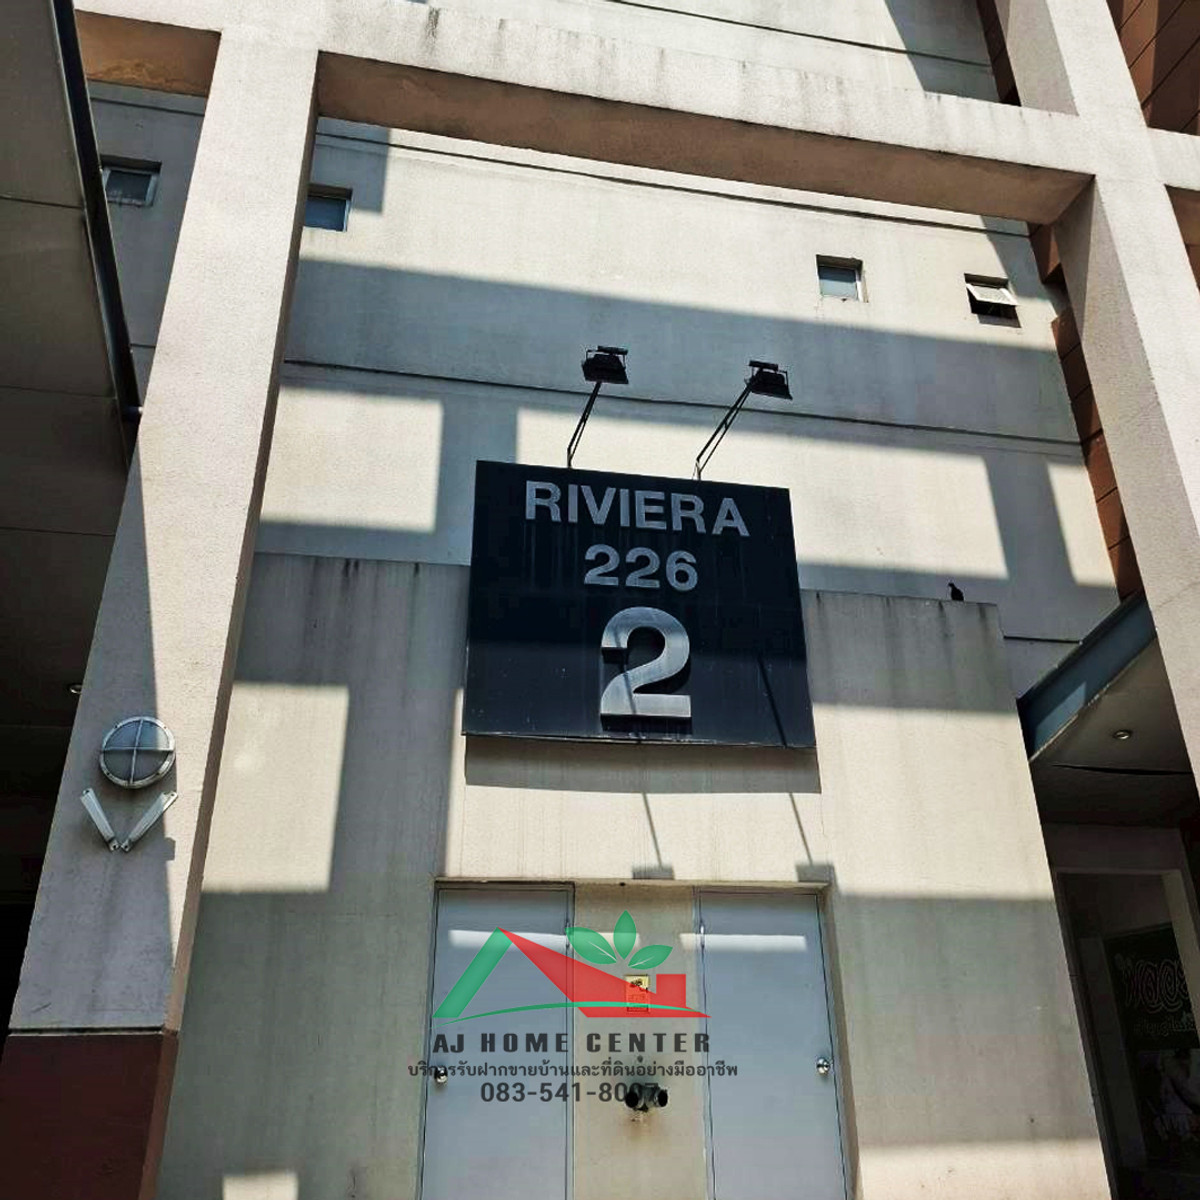 RIVIERA
226
2
AJ HOME CENTER
บริการรับฝากขายบ้านและที่ดินอย่างมืออาชีพ